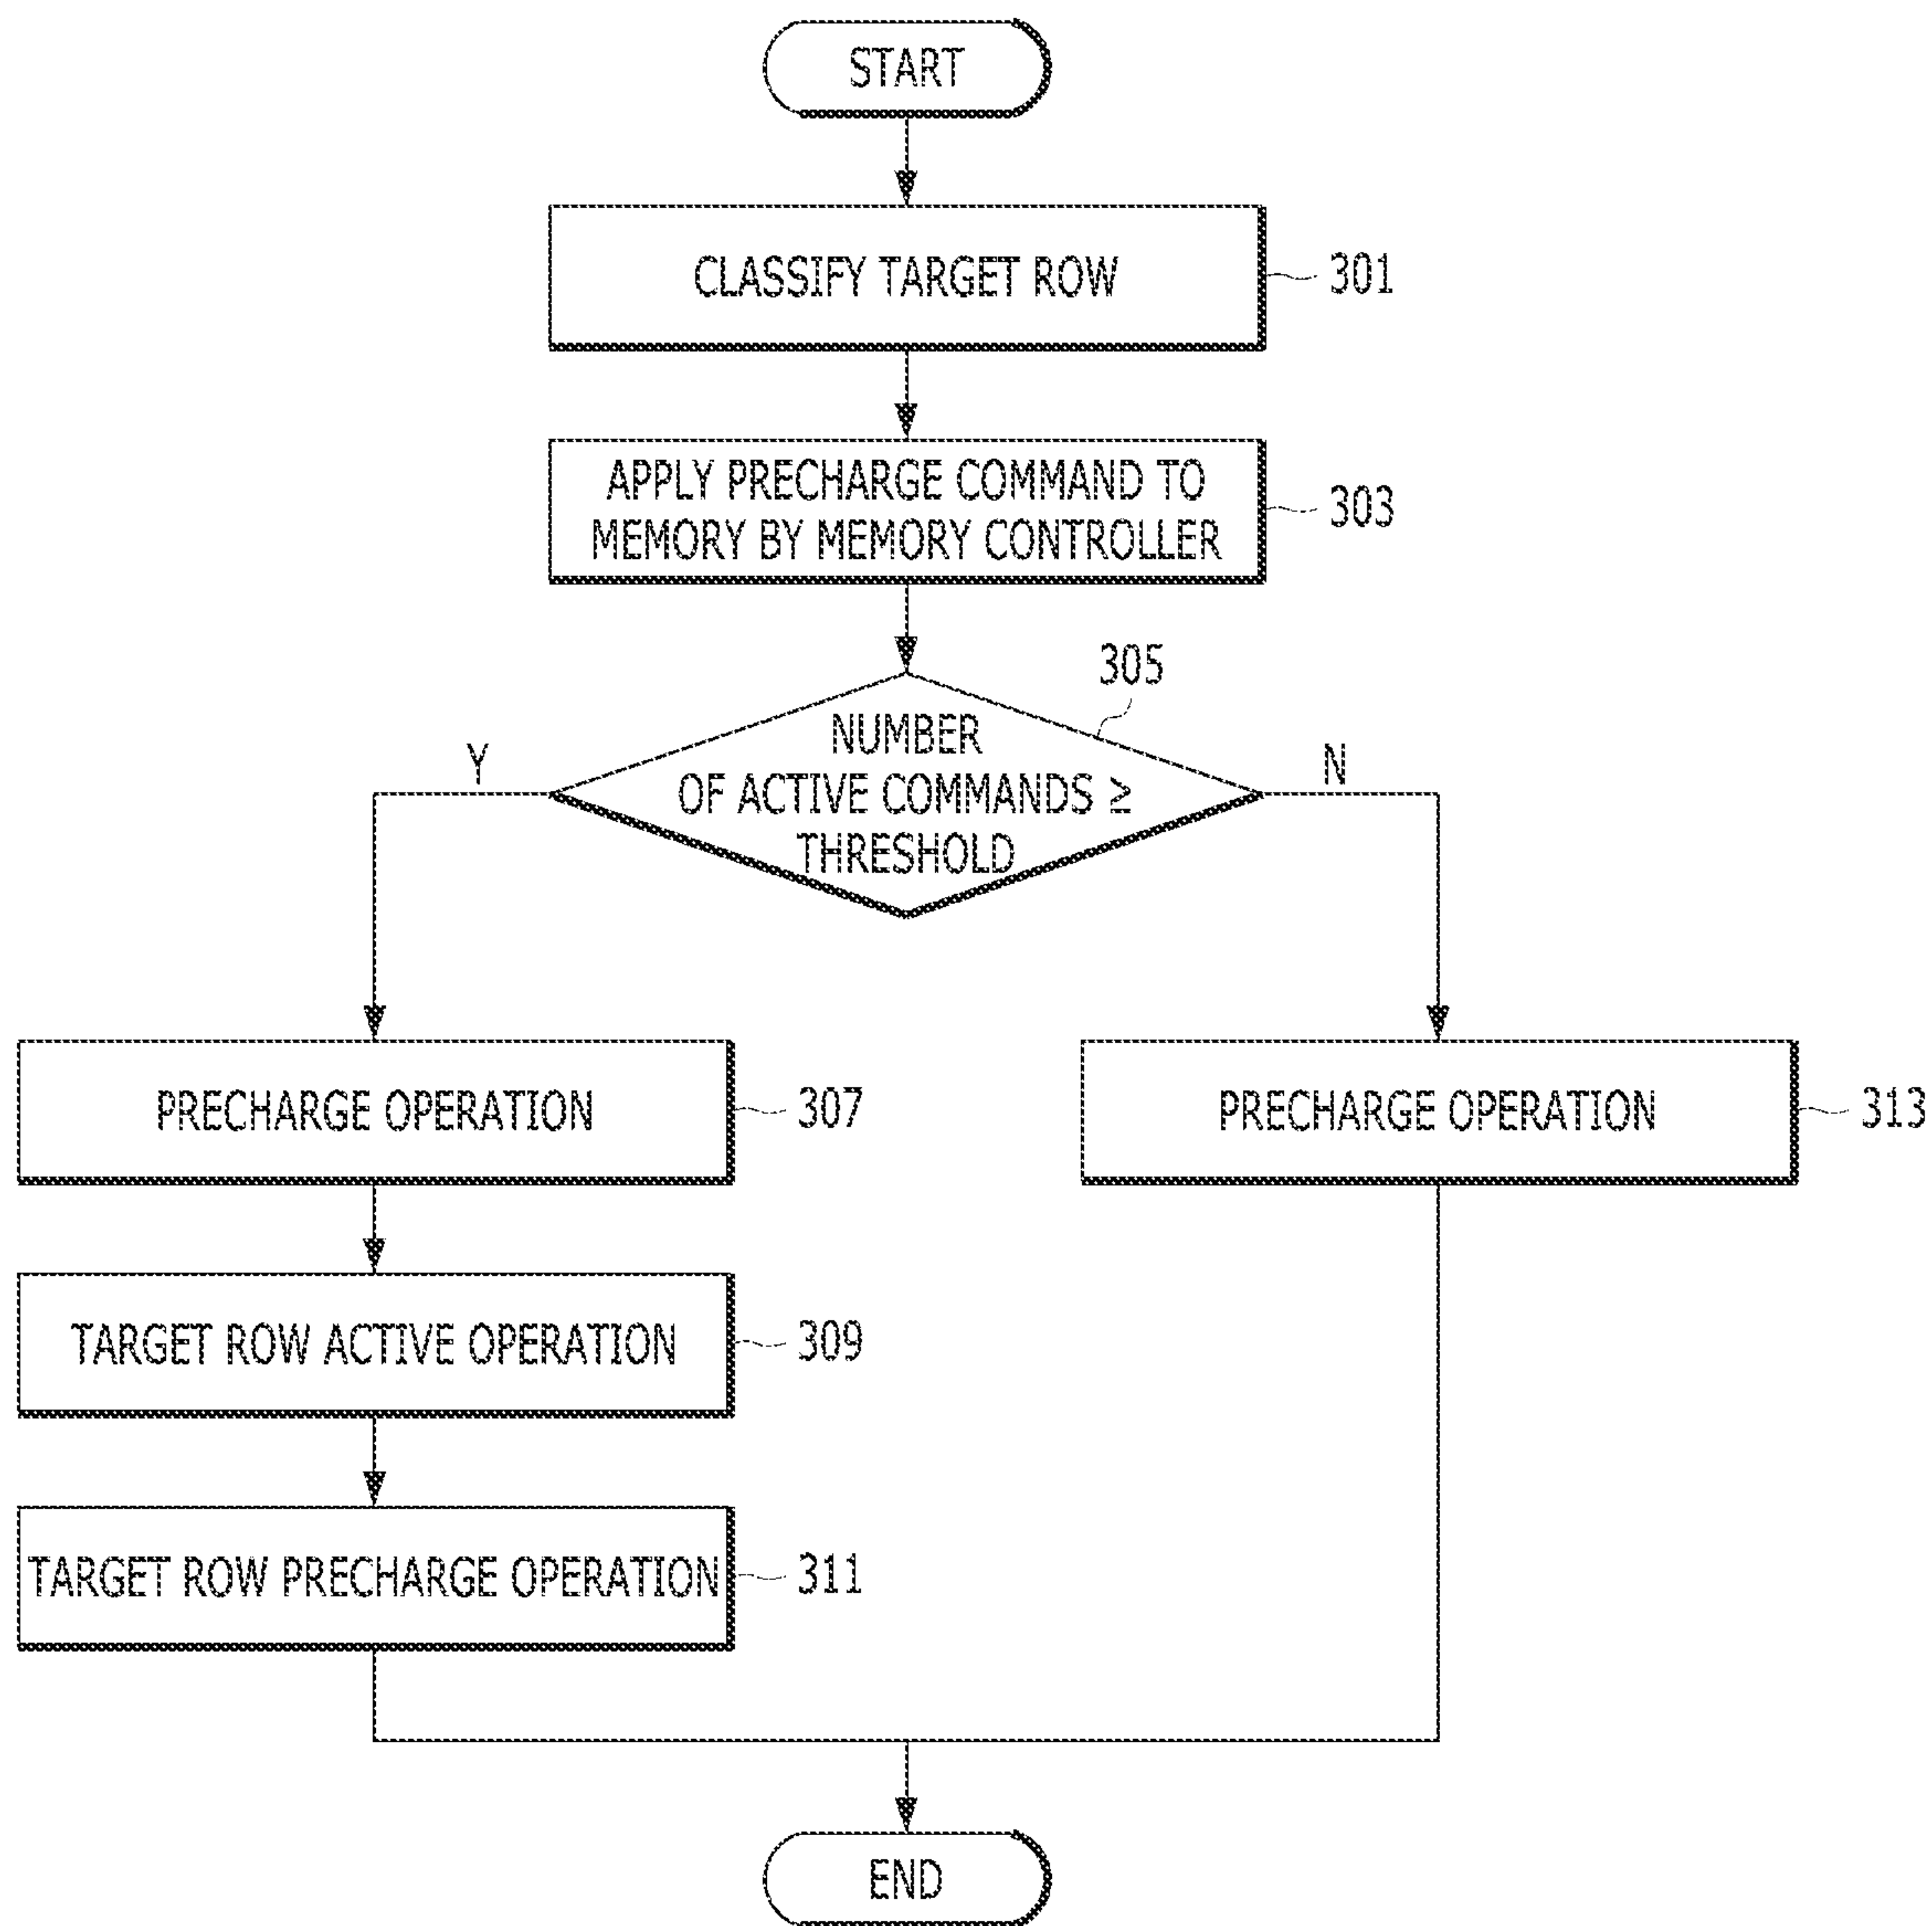 START
CLASSIFY TARGET ROW
301
APPLY PRECHARGE COMMAND TO
MEMORY BY MEMORY CONTROLLER
303
305
NUMBER
OF ACTIVE COMMANDS ≥
THRESHOLD
Y
N
PRECHARGE OPERATION
307
PRECHARGE OPERATION
313
TARGET ROW ACTIVE OPERATION
309
TARGET ROW PRECHARGE OPERATION
311
END